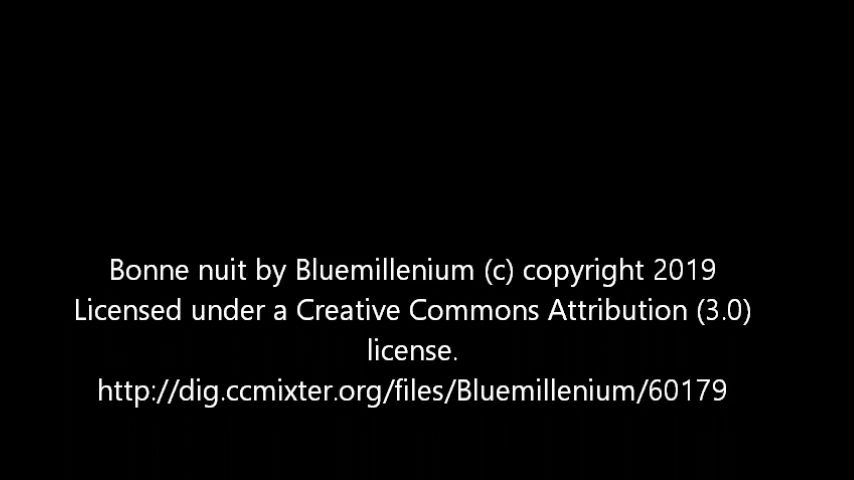 Bonne nuit by Bluemillenium (c) copyright 2019
Licensed under a Creative Commons Attribution (3.0)
license.
http://dig.ccmixter.org/files/Bluemillenium/60179